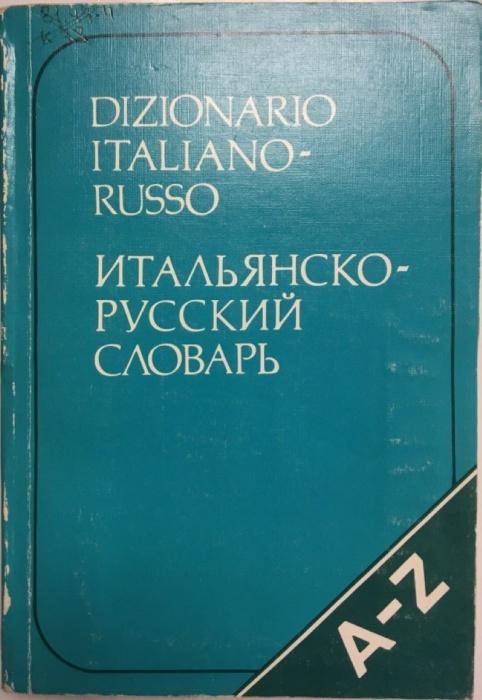 DIZIONARIO
ITALIANO-
RUSSO
ИТАЛЬЯНСКО-
РУССКИЙ
СЛОВАРЬ
A-Z